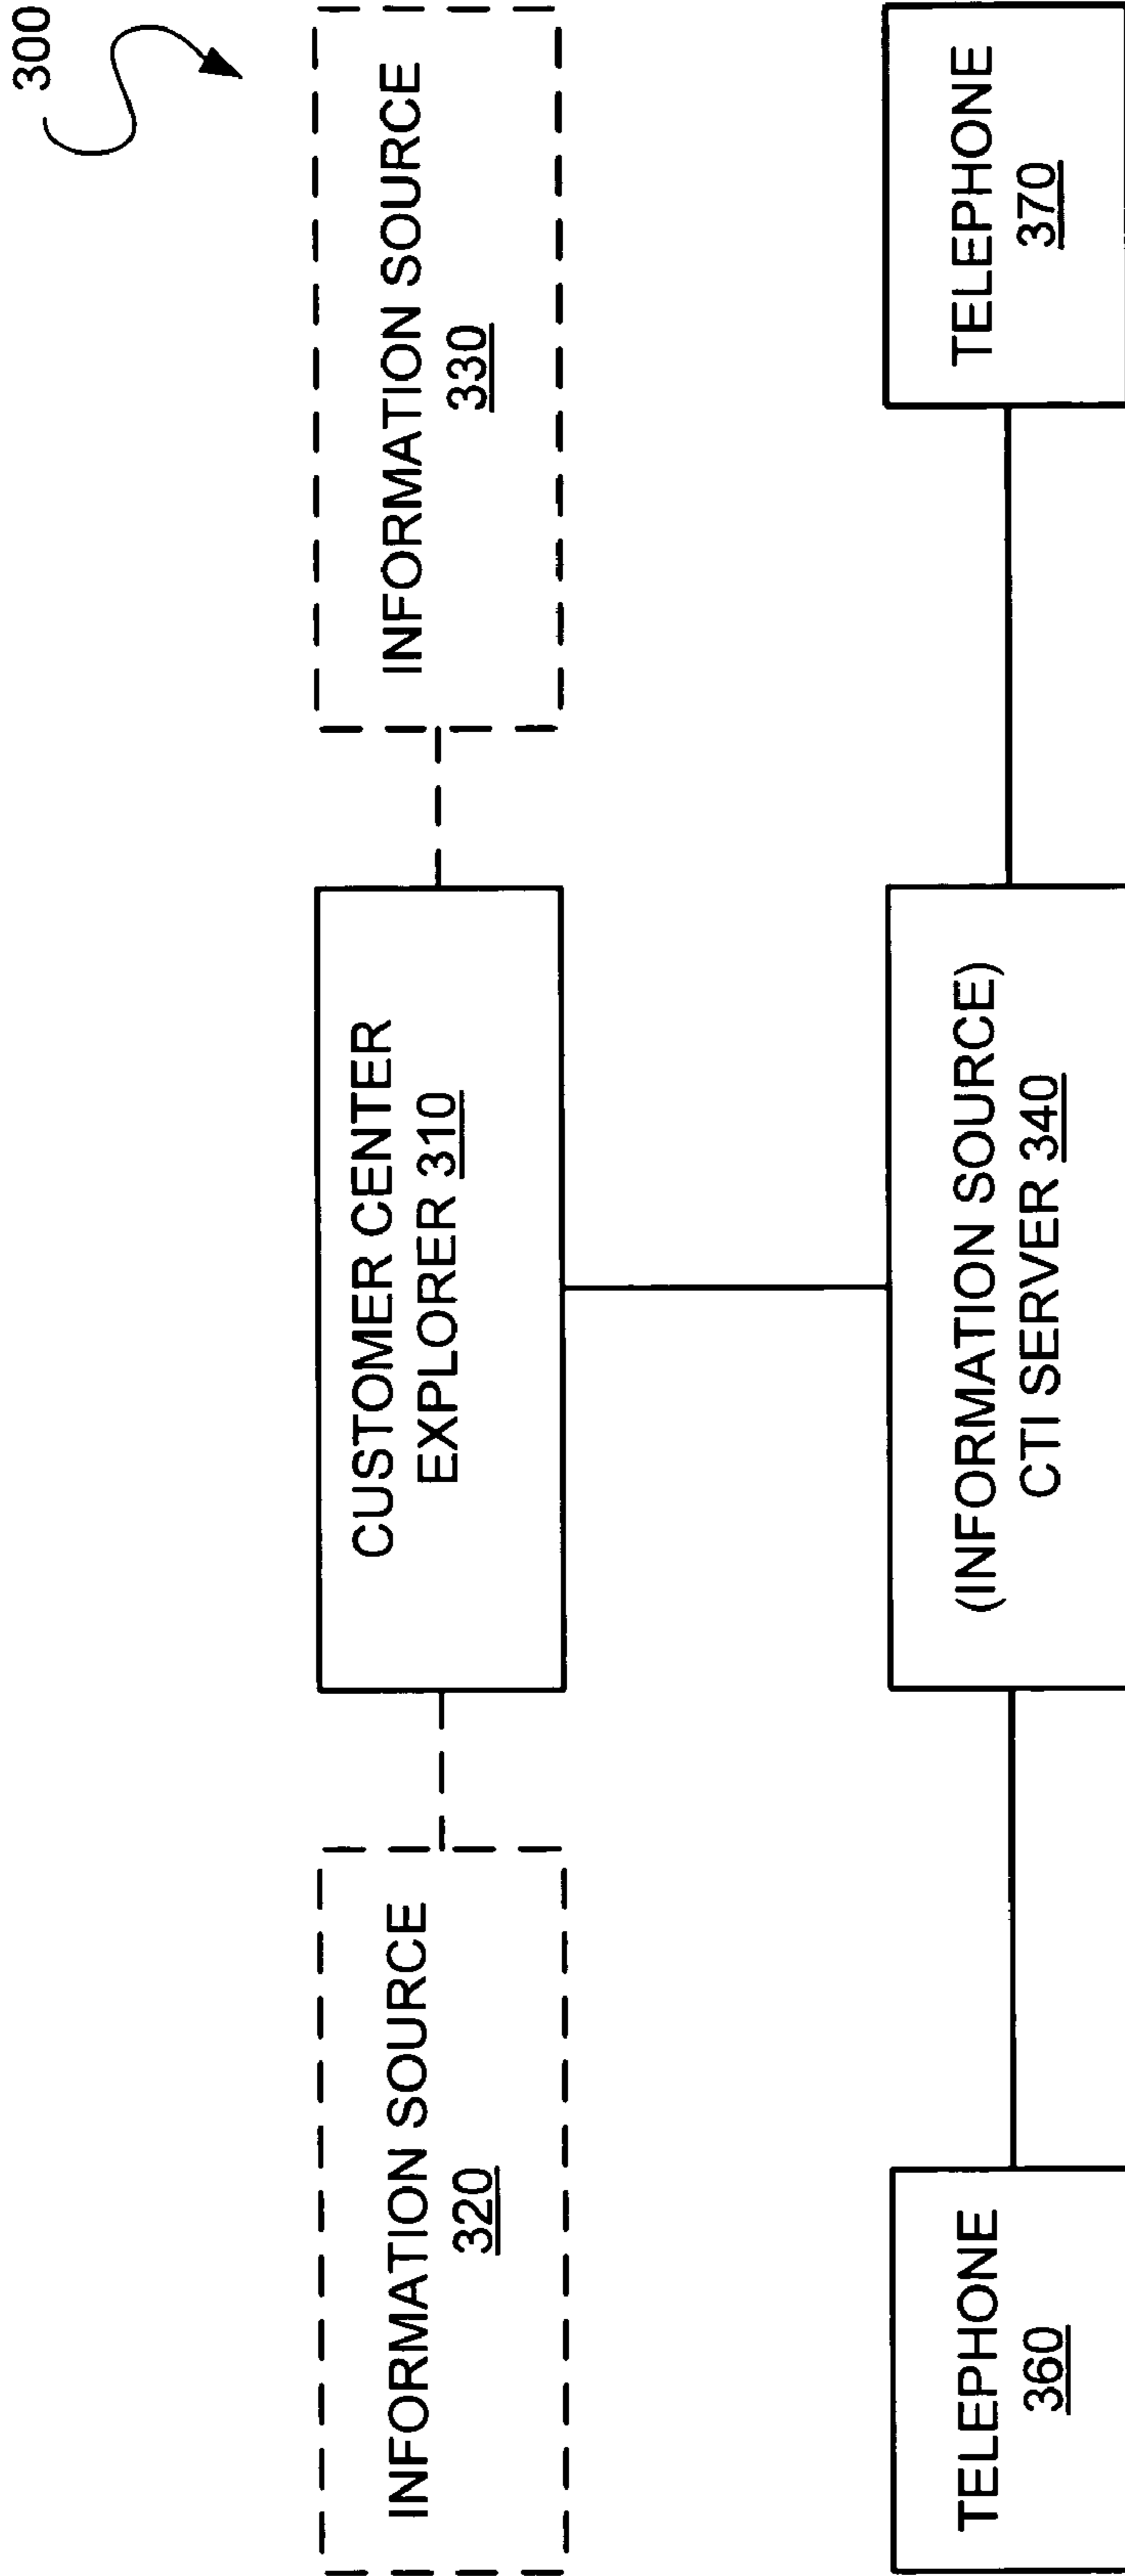 300
INFORMATION SOURCE
320
CUSTOMER CENTER
EXPLORER 310
INFORMATION SOURCE
330
TELEPHONE
360
(INFORMATION SOURCE)
CTI SERVER 340
TELEPHONE
370